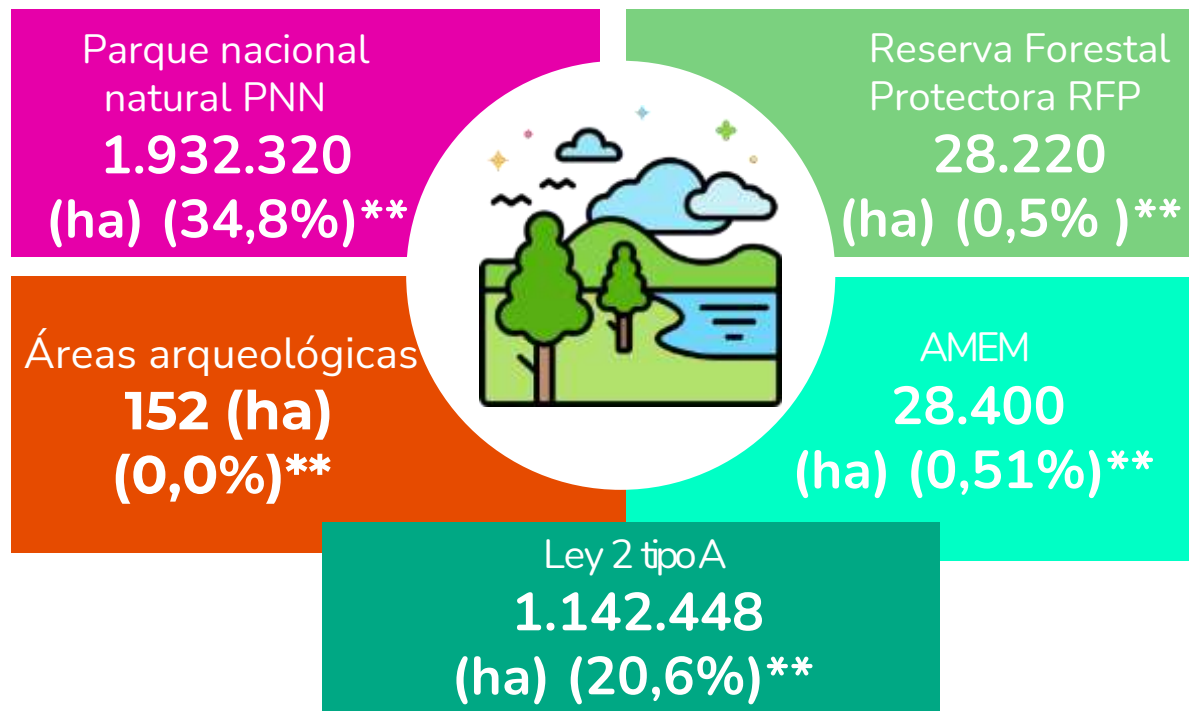 Parque nacional
natural PNN
1.932.320
(ha) (34,8%)**
Reserva Forestal
Protectora RFP
28.220
(ha) (0,5% )**
Áreas arqueológicas
152 (ha)
(0,0%)**
AMEM
28.400
(ha) (0,51%)**
Ley 2 tipo A
1.142.448
(ha) (20,6%)**